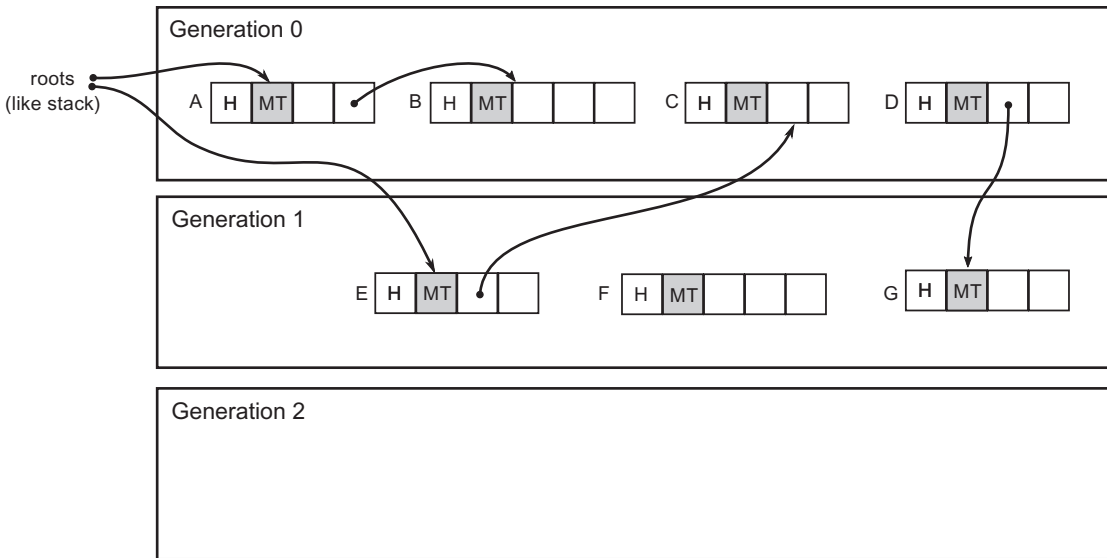 Generation 0
roots
(like stack)
A H MT
B H MT
C H MT
D H MT
Generation 1
E H MT
F H MT
G H MT
Generation 2